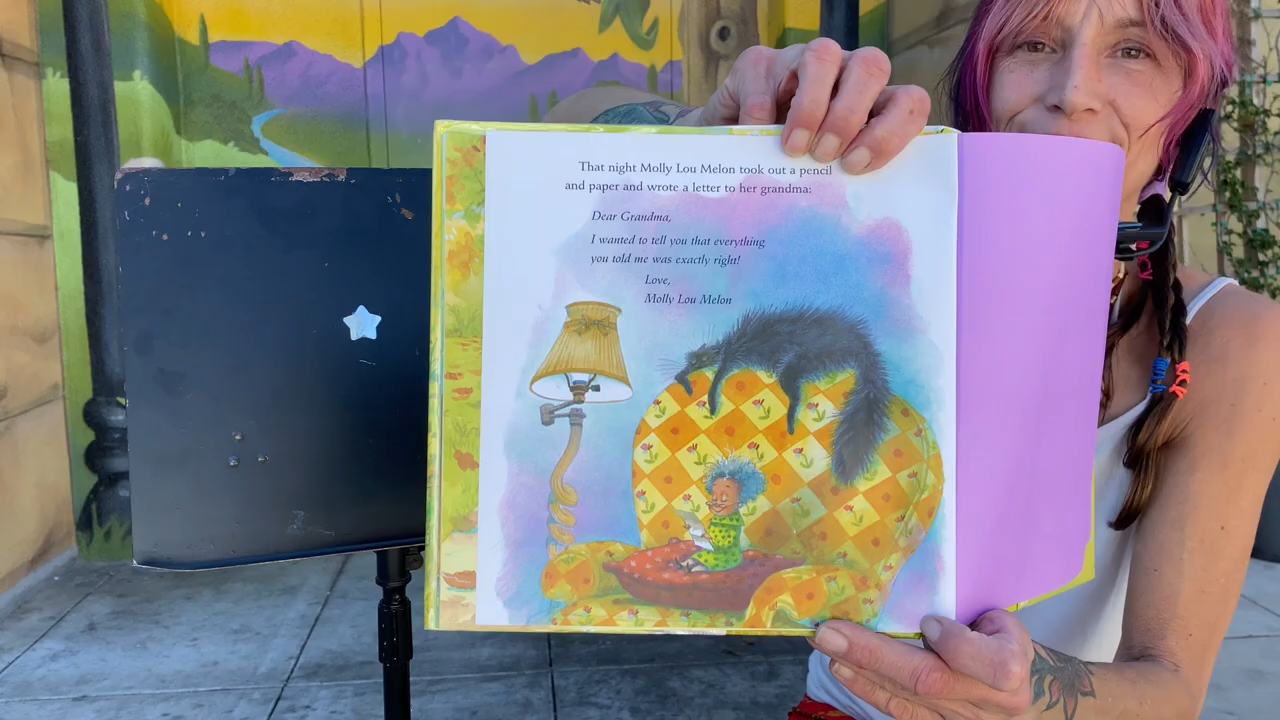 That night Molly Lou Melon took out a pencil
and paper and wrote a letter to her grandma:
Dear Grandma,
I wanted to tell you that everything
you told me was exactly right!
Love,
Molly Lou Melon